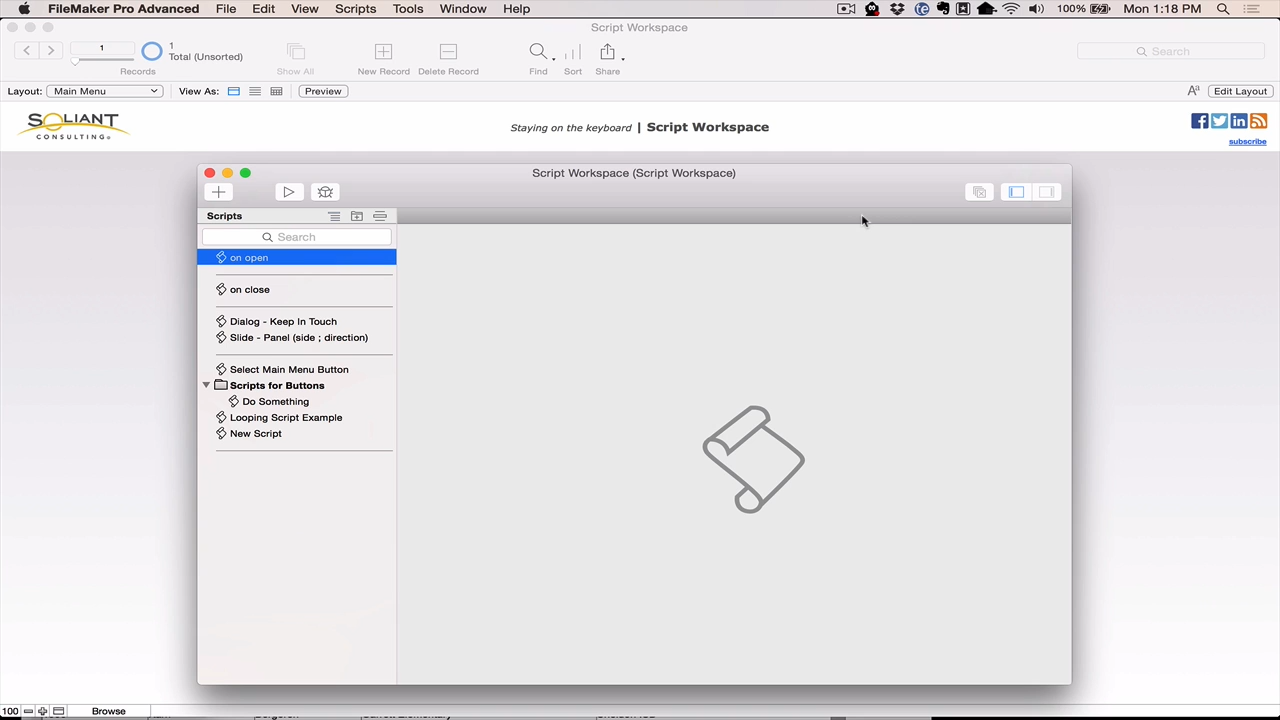 FileMaker Pro Advanced File Edit View Scripts Tools Window Help 100% Mon 1:18 PM
Script Workspace
1
1
Total (Unsorted)
Records
Show All
New Record
Delete Record
Find
Sort
Share
Search
Layout: Main Menu View As: Preview Aa Edit Layout
SOLIANT
CONSULTING
Staying on the keyboard | Script Workspace
subscribe
Script Workspace (Script Workspace)
Scripts
Search
on open
on close
Dialog - Keep In Touch
Slide - Panel (side ; direction)
Select Main Menu Button
Scripts for Buttons
Do Something
Looping Script Example
New Script
100 Browse